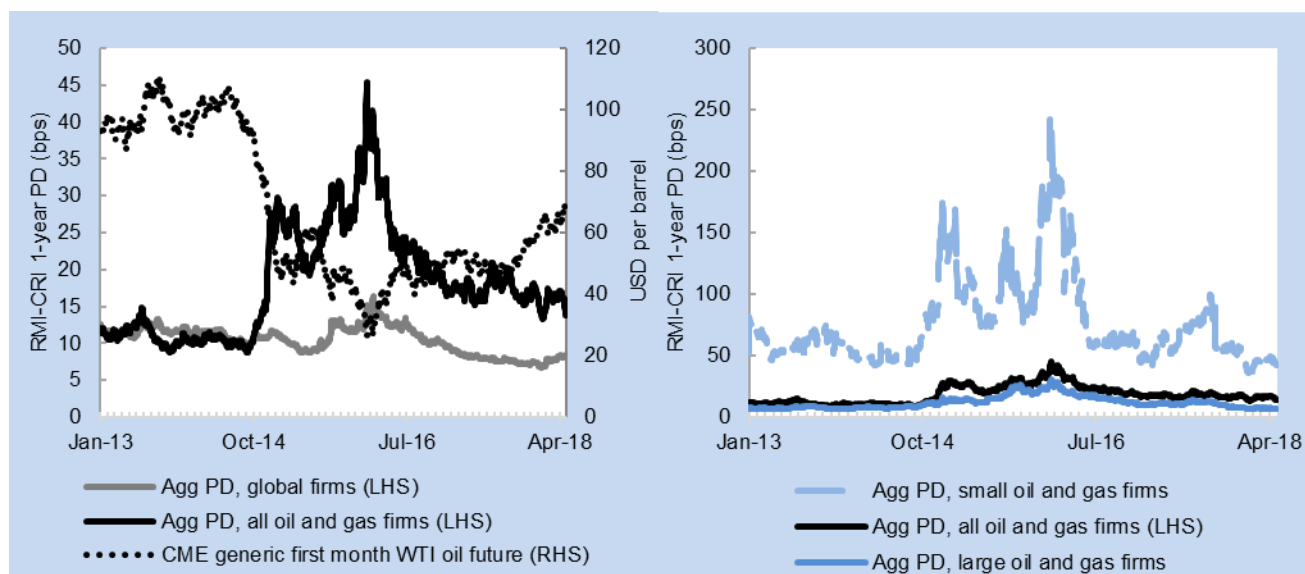 50
45
40
35
30
25
20
15
10
5
0
RMI-CRI 1-year PD (bps)
120
100
80
60
40
20
0
USD per barrel
Jan-13 Oct-14 Jul-16 Apr-18
Agg PD, global firms (LHS)
Agg PD, all oil and gas firms (LHS)
CME generic first month WTI oil future (RHS)
300
250
200
150
100
50
0
RMI-CRI 1-year PD (bps)
Jan-13 Oct-14 Jul-16 Apr-18
Agg PD, small oil and gas firms
Agg PD, all oil and gas firms (LHS)
Agg PD, large oil and gas firms